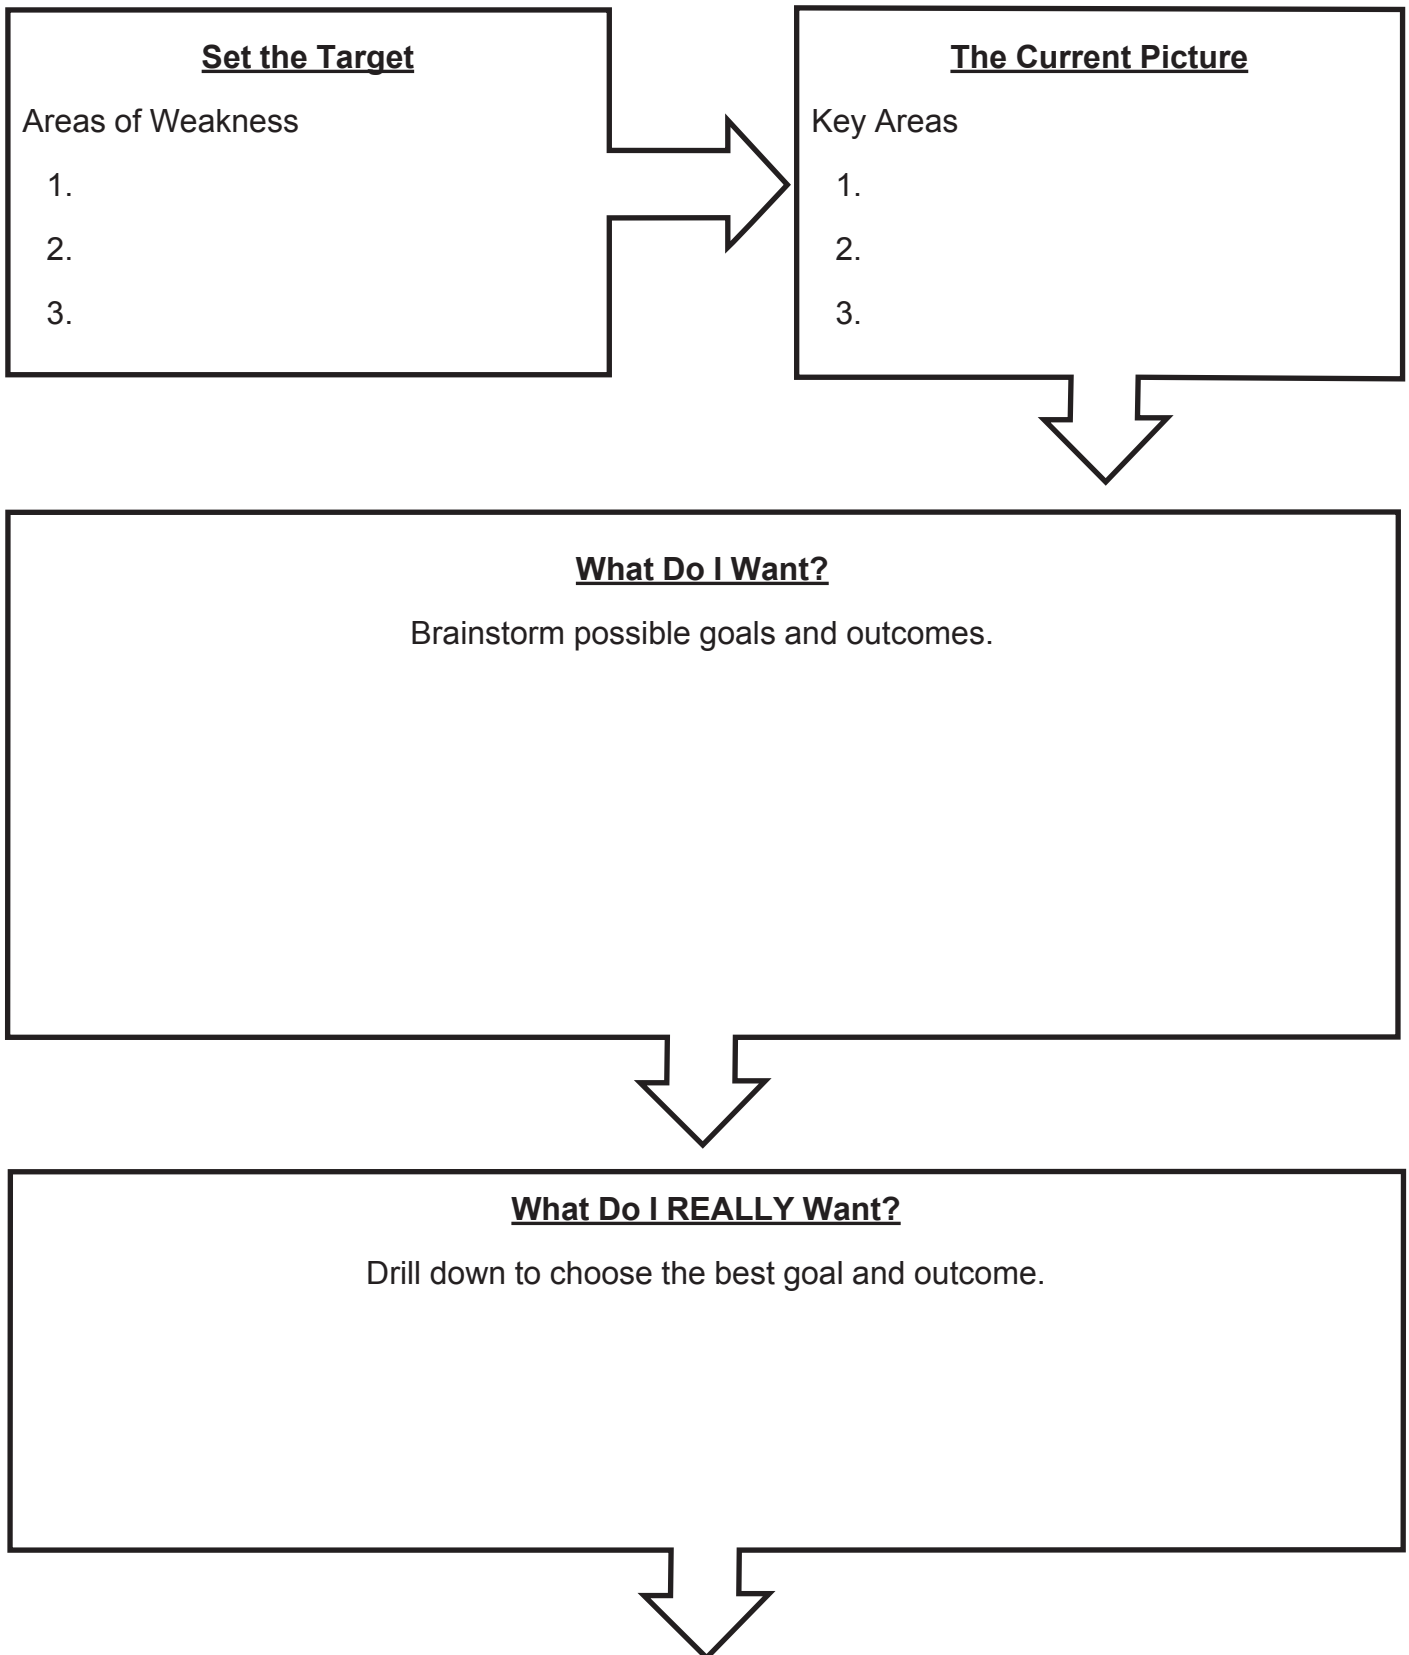 Set the Target
Areas of Weakness
1.
2.
3.
The Current Picture
Key Areas
1.
2.
3.
What Do I Want?
Brainstorm possible goals and outcomes.
What Do I REALLY Want?
Drill down to choose the best goal and outcome.